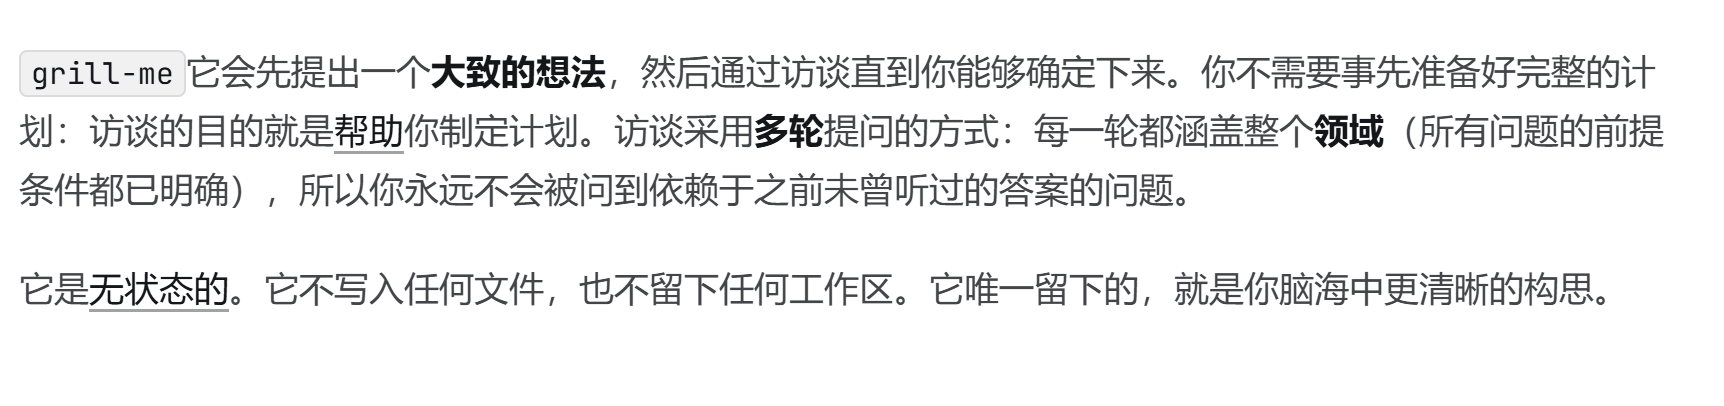 grill-me它会先提出一个大致的想法，然后通过访谈直到你能够确定下来。你不需要事先准备好完整的计
划：访谈的目的就是帮助你制定计划。访谈采用多轮提问的方式：每一轮都涵盖整个领域（所有问题的前提
条件都已明确），所以你永远不会被问到依赖于之前未曾听过的答案的问题。
它是无状态的。它不写入任何文件，也不留下任何工作区。它唯一留下的，就是你脑海中更清晰的构思。